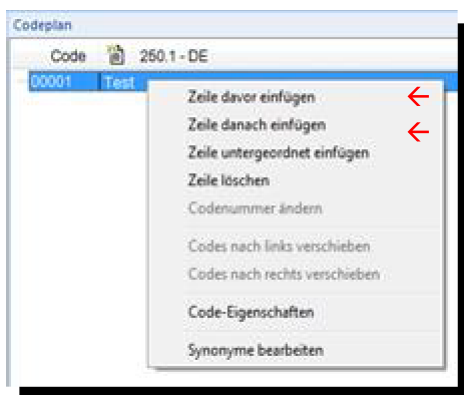 Codeplan
Code 250.1 - DE
00001 Test
Zeile davor einfügen
Zeile danach einfügen
Zeile untergeordnet einfügen
Zeile löschen
Codenummer ändern
Codes nach links verschieben
Codes nach rechts verschieben
Code-Eigenschaften
Synonyme bearbeiten